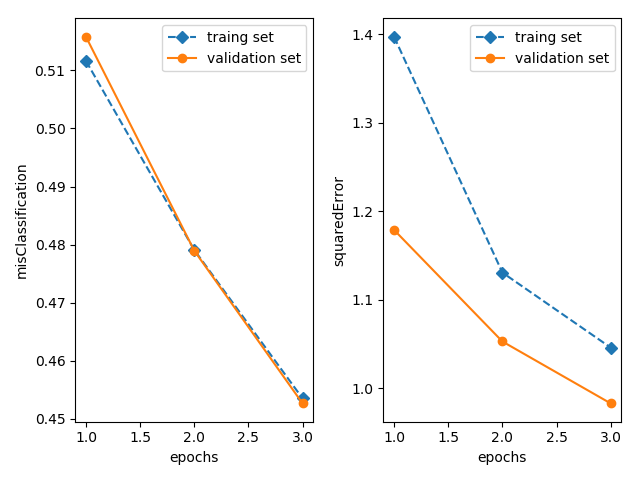 traing set
validation set
0.51
0.50
0.49
0.48
0.47
0.46
0.45
misClassification
1.0 1.5 2.0 2.5 3.0
epochs
traing set
validation set
1.4
1.3
1.2
1.1
1.0
squaredError
1.0 1.5 2.0 2.5 3.0
epochs